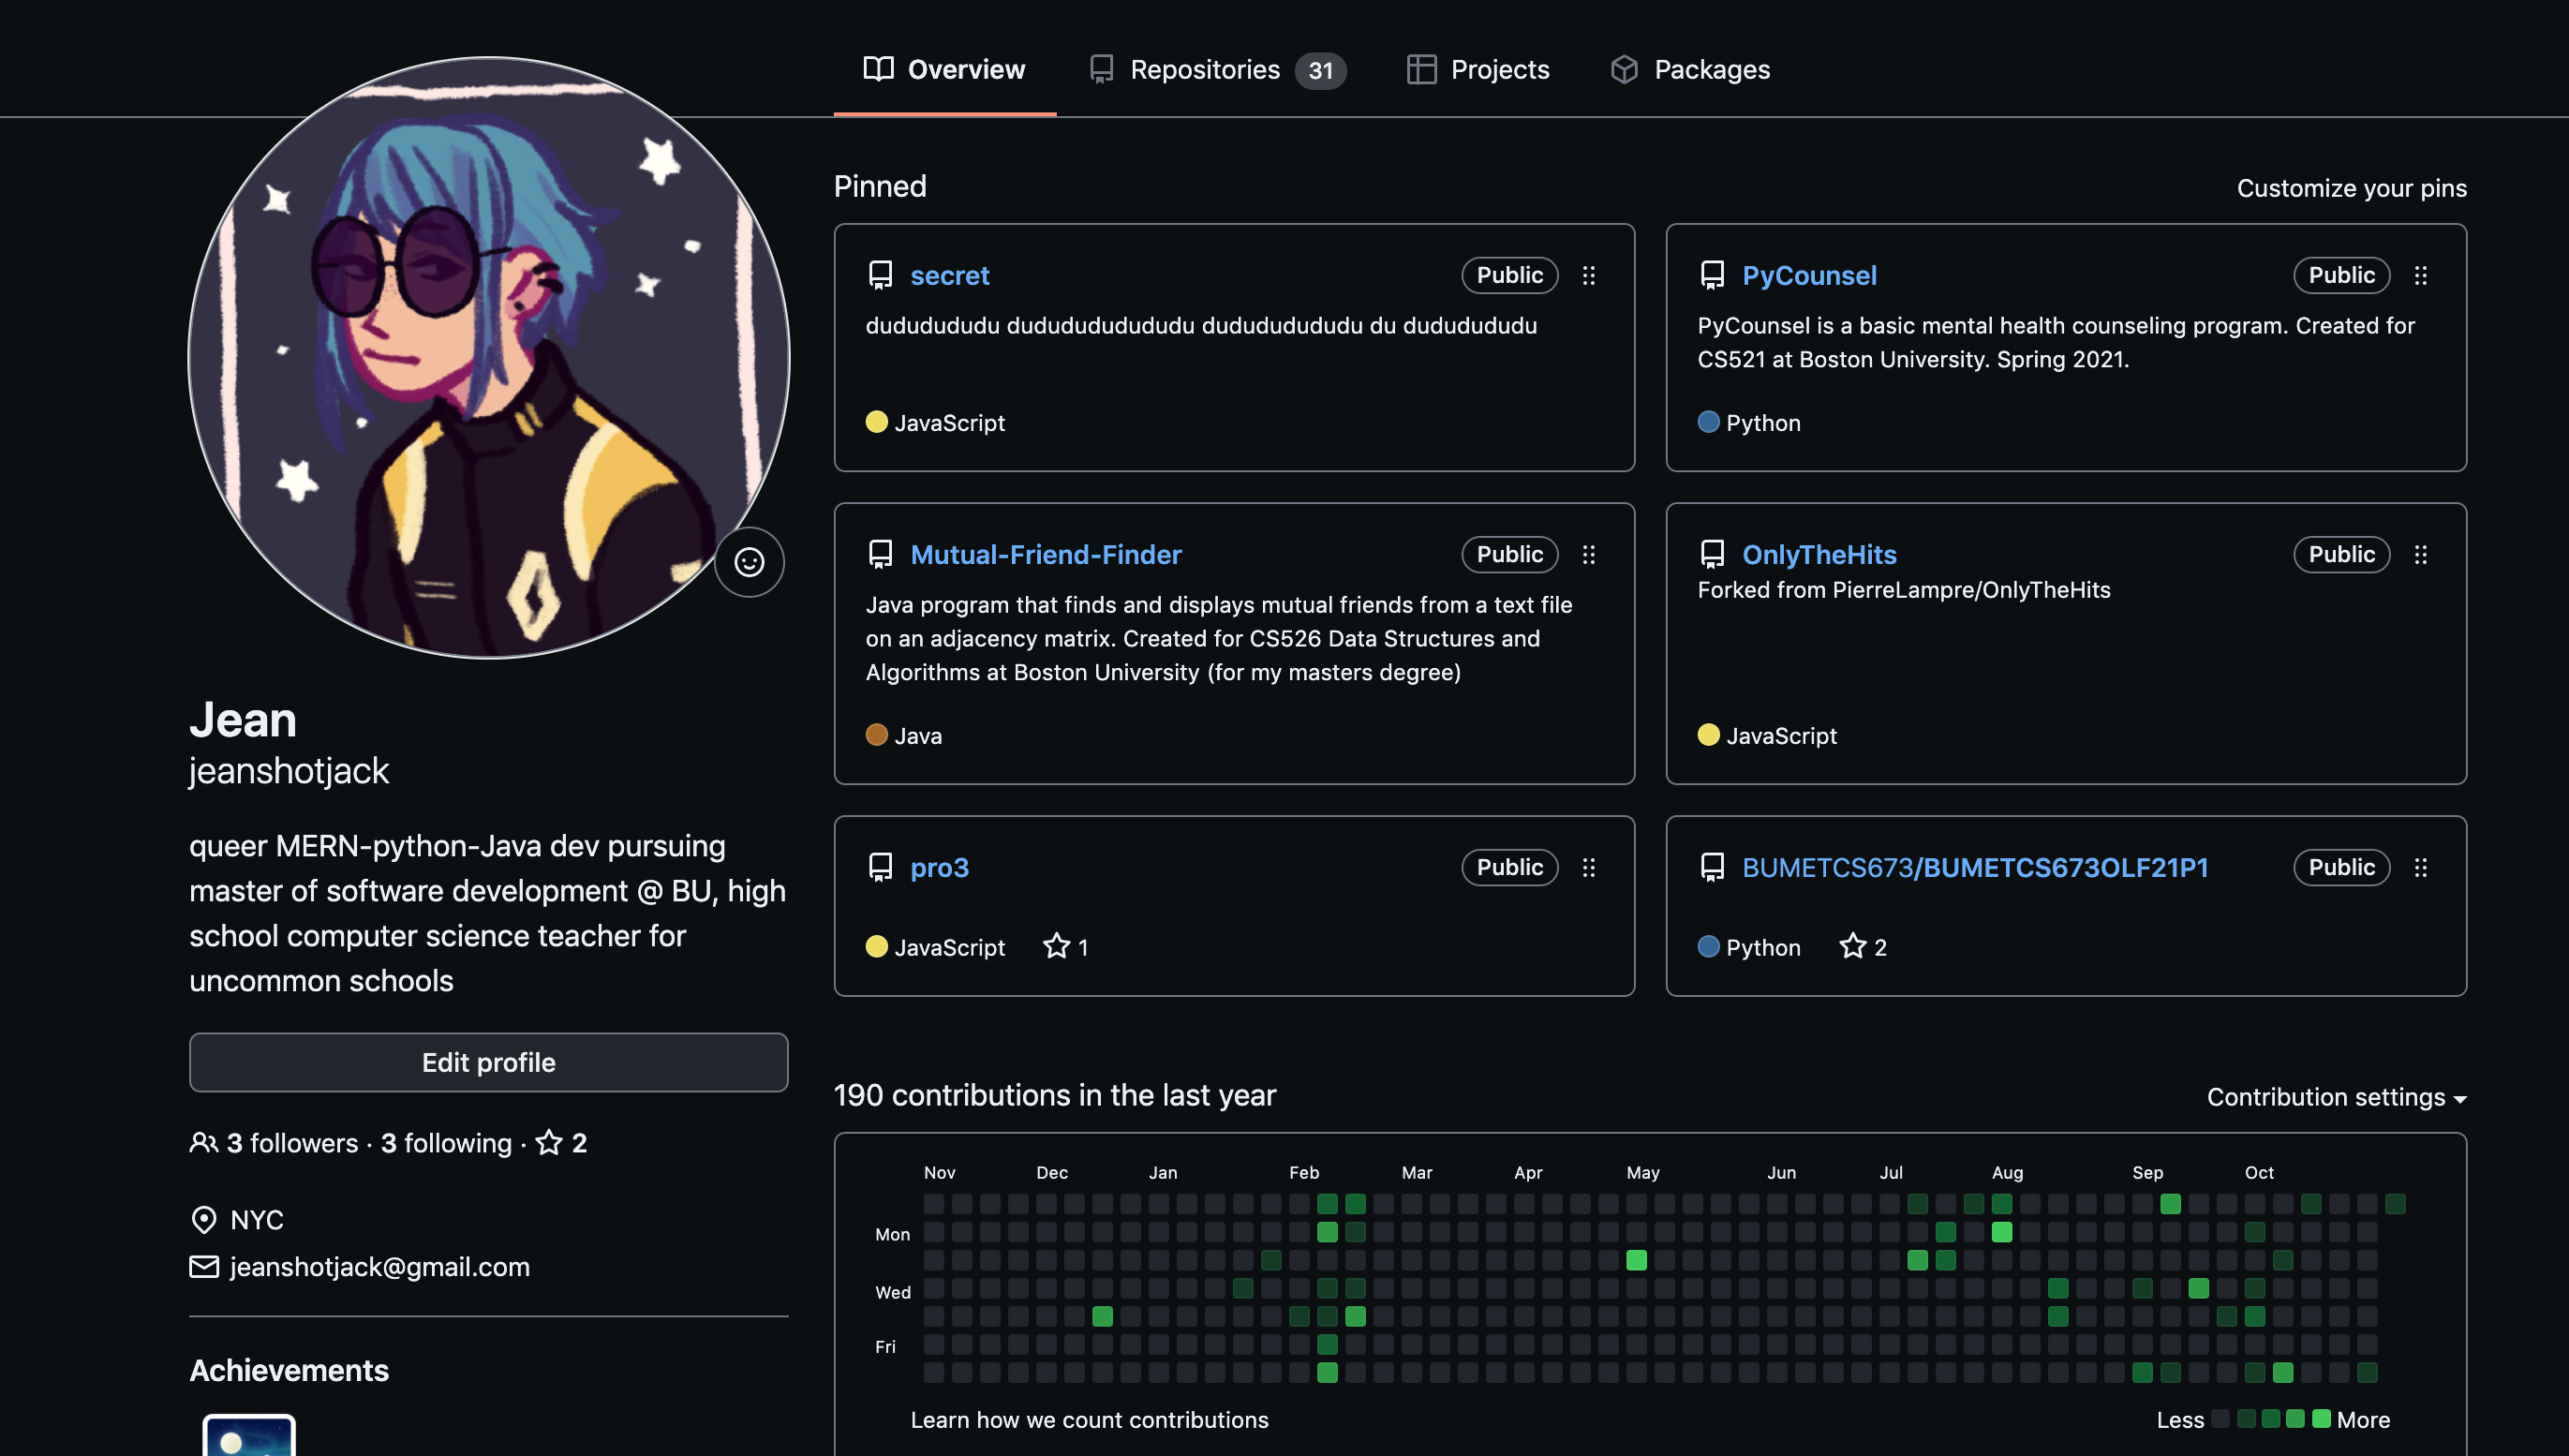 Overview Repositories 31 Projects Packages
Jean
jeanshotjack
queer MERN-python-Java dev pursuing
master of software development @ BU, high
school computer science teacher for
uncommon schools
Edit profile
3 followers · 3 following · 2
NYC
jeanshotjack@gmail.com
Achievements
Pinned
Customize your pins
secret Public
dudududududu dudududududududu dudududududu du dudududududu
JavaScript
PyCounsel Public
PyCounsel is a basic mental health counseling program. Created for
CS521 at Boston University. Spring 2021.
Python
Mutual-Friend-Finder Public
Java program that finds and displays mutual friends from a text file
on an adjacency matrix. Created for CS526 Data Structures and
Algorithms at Boston University (for my masters degree)
Java
OnlyTheHits Public
Forked from PierreLampre/OnlyTheHits
JavaScript
pro3 Public
JavaScript 1
BUMETCS673/BUMETCS673OLF21P1 Public
Python 2
190 contributions in the last year
Contribution settings
Nov Dec Jan Feb Mar Apr May Jun Jul Aug Sep Oct
Mon
Wed
Fri
Learn how we count contributions
Less More